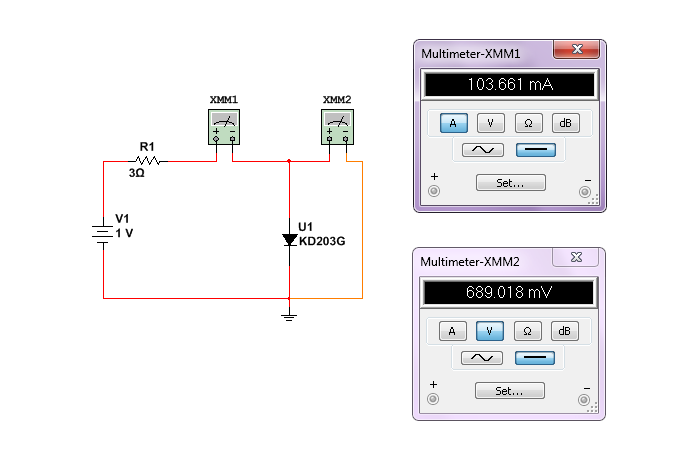 XMM1
XMM2
R1
3Ω
V1
1 V
U1
KD203G
Multimeter-XMM1
103.661 mA
A V Ω dB
Set...
+ −
Multimeter-XMM2
689.018 mV
A V Ω dB
Set...
+ −